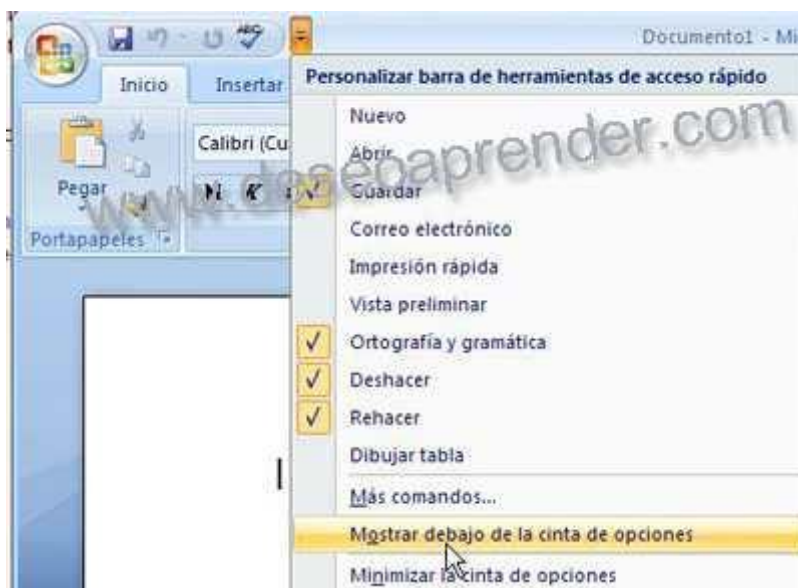 Documento1 - Mi
Inicio
Insertar
Personalizar barra de herramientas de acceso rápido
Pegar
Portapapeles
Calibri (Cu
N K
Nuevo
Abrir
Guardar
Correo electrónico
Impresión rápida
Vista preliminar
Ortografía y gramática
Deshacer
Rehacer
Dibujar tabla
Más comandos...
Mostrar debajo de la cinta de opciones
Minimizar la cinta de opciones
www.deseoaprender.com